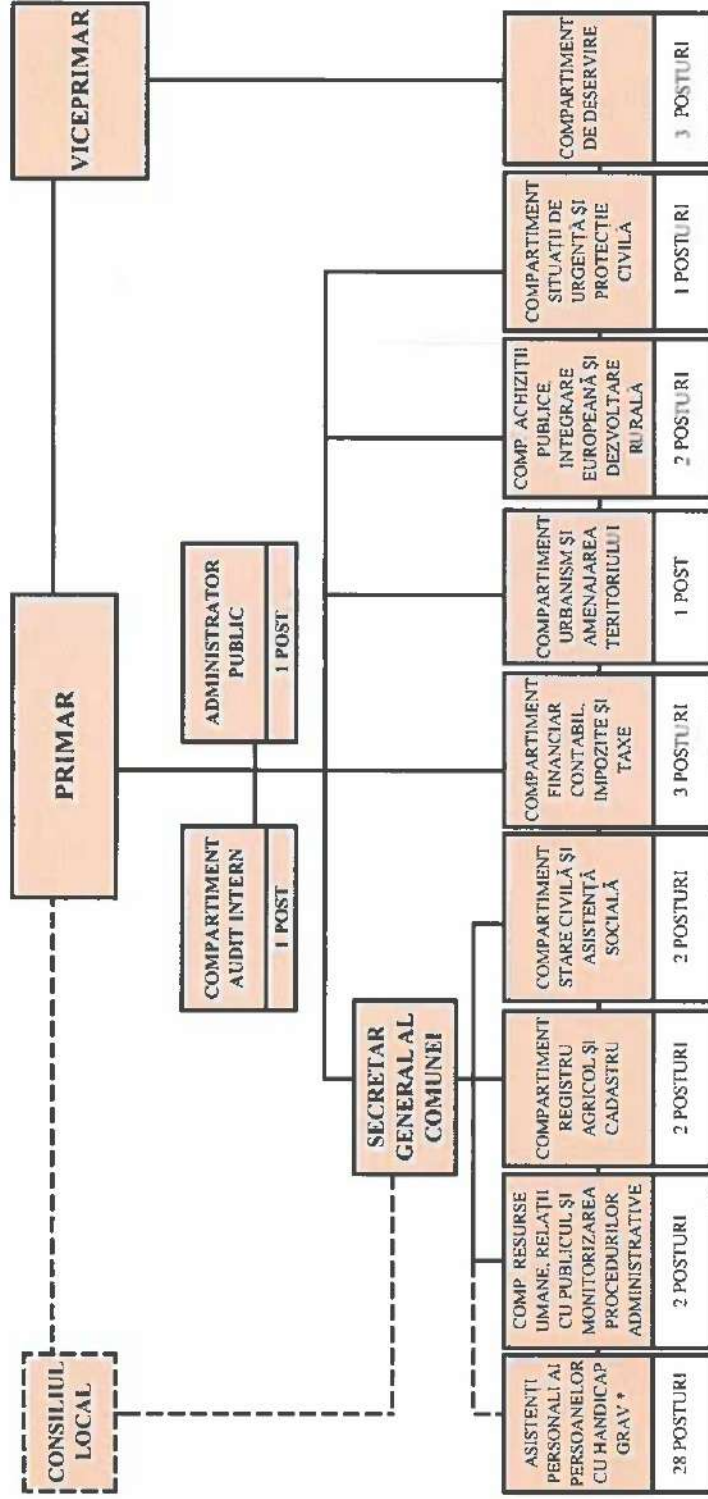 CONSILIUL
LOCAL
PRIMAR
VICEPRIMAR
COMPARTIMENT
AUDIT INTERN
1 POST
ADMINISTRATOR
PUBLIC
1 POST
SECRETAR
GENERAL AL
COMUNEI
ASISTENȚI
PERSONALI AI
PERSOANELOR
CU HANDICAP
GRAV *
28 POSTURI
COMP RESURSE
UMANE, RELAȚII
CU PUBLICUL ȘI
MONITORIZAREA
PROCEDURILOR
ADMINISTRATIVE
2 POSTURI
COMPARTIMENT
REGISTRU
AGRICOL ȘI
CADASTRU
2 POSTURI
COMPARTIMENT
STARE CIVILĂ ȘI
ASISTENȚĂ
SOCIALĂ
2 POSTURI
COMPARTIMENT
FINANCIAR
CONTABIL,
IMPOZITE ȘI
TAXE
3 POSTURI
COMPARTIMENT
URBANISM ȘI
AMENAJAREA
TERITORIULUI
1 POST
COMP. ACHIZIȚII
PUBLICE,
INTEGRARE
EUROPEANĂ ȘI
DEZVOLTARE
RURALĂ
2 POSTURI
COMPARTIMENT
SITUAȚII DE
URGENȚĂ ȘI
PROTECȚIE
CIVILĂ
1 POSTURI
COMPARTIMENT
DE DESERVIRE
3 POSTURI